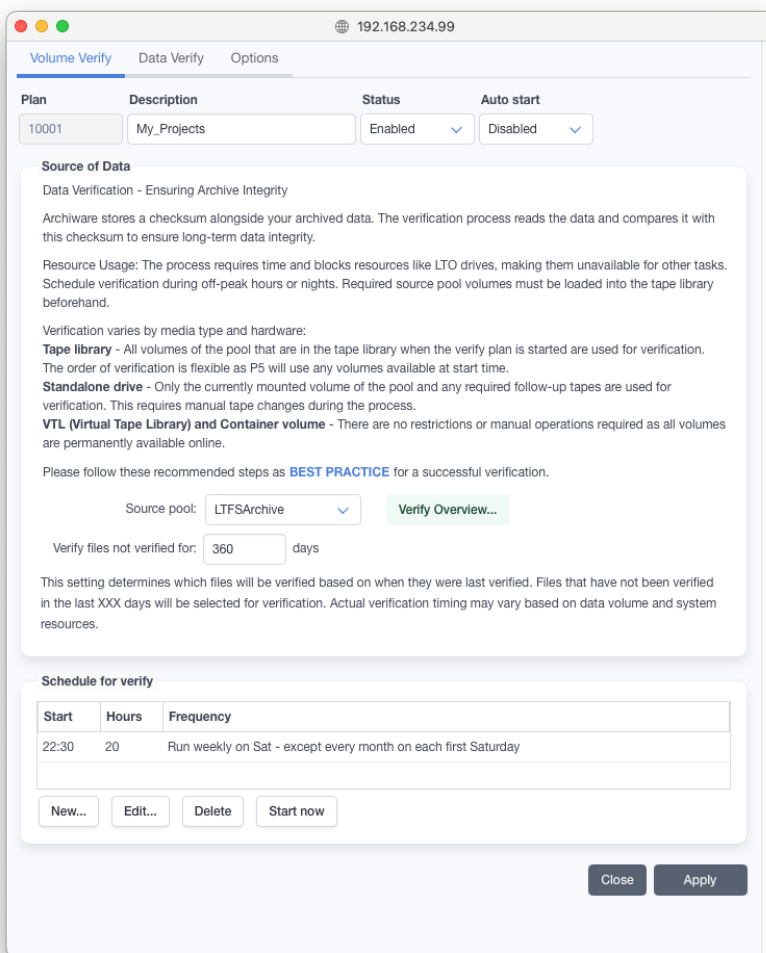 192.168.234.99
Volume Verify Data Verify Options
Plan Description Status Auto start
10001 My_Projects Enabled Disabled
Source of Data
Data Verification - Ensuring Archive Integrity
Archiware stores a checksum alongside your archived data. The verification process reads the data and compares it with
this checksum to ensure long-term data integrity.
Resource Usage: The process requires time and blocks resources like LTO drives, making them unavailable for other tasks.
Schedule verification during off-peak hours or nights. Required source pool volumes must be loaded into the tape library
beforehand.
Verification varies by media type and hardware:
Tape library - All volumes of the pool that are in the tape library when the verify plan is started are used for verification.
The order of verification is flexible as P5 will use any volumes available at start time.
Standalone drive - Only the currently mounted volume of the pool and any required follow-up tapes are used for
verification. This requires manual tape changes during the process.
VTL (Virtual Tape Library) and Container volume - There are no restrictions or manual operations required as all volumes
are permanently available online.
Please follow these recommended steps as BEST PRACTICE for a successful verification.
Source pool: LTFSArchive Verify Overview...
Verify files not verified for: 360 days
This setting determines which files will be verified based on when they were last verified. Files that have not been verified
in the last XXX days will be selected for verification. Actual verification timing may vary based on data volume and system
resources.
Schedule for verify
Start Hours Frequency
22:30 20 Run weekly on Sat - except every month on each first Saturday
New... Edit... Delete Start now
Close Apply